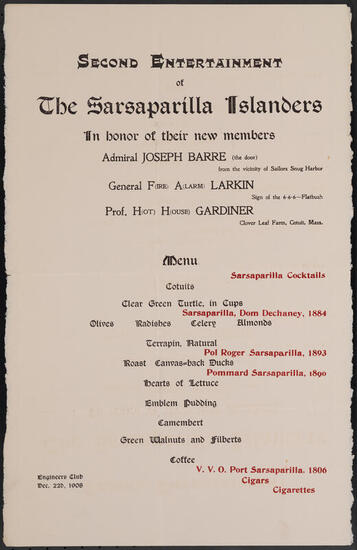 Second Entertainment
of
The Sarsaparilla Islanders
In honor of their new members
Admiral JOSEPH BARRE (the door)
from the vicinity of Sailors Snug Harbor
General F(IRE) A(LARM) LARKIN
Sign of the 6-6-6—Flatbush
Prof. H(OT) H(OUSE) GARDINER
Clover Leaf Farm, Cotuit, Mass.
Menu
Sarsaparilla Cocktails
Cotuits
Clear Green Turtle, in Cups
Sarsaparilla, Dom Dechaney, 1884
Olives Radishes Celery Almonds
Terrapin, Natural
Pol Roger Sarsaparilla, 1893
Roast Canvas-back Ducks
Pommard Sarsaparilla, 1890
Hearts of Lettuce
Emblem Pudding
Camembert
Green Walnuts and Filberts
Coffee
V. V. O. Port Sarsaparilla. 1806
Cigars
Cigarettes
Engineers Club
Dec. 22d, 1908